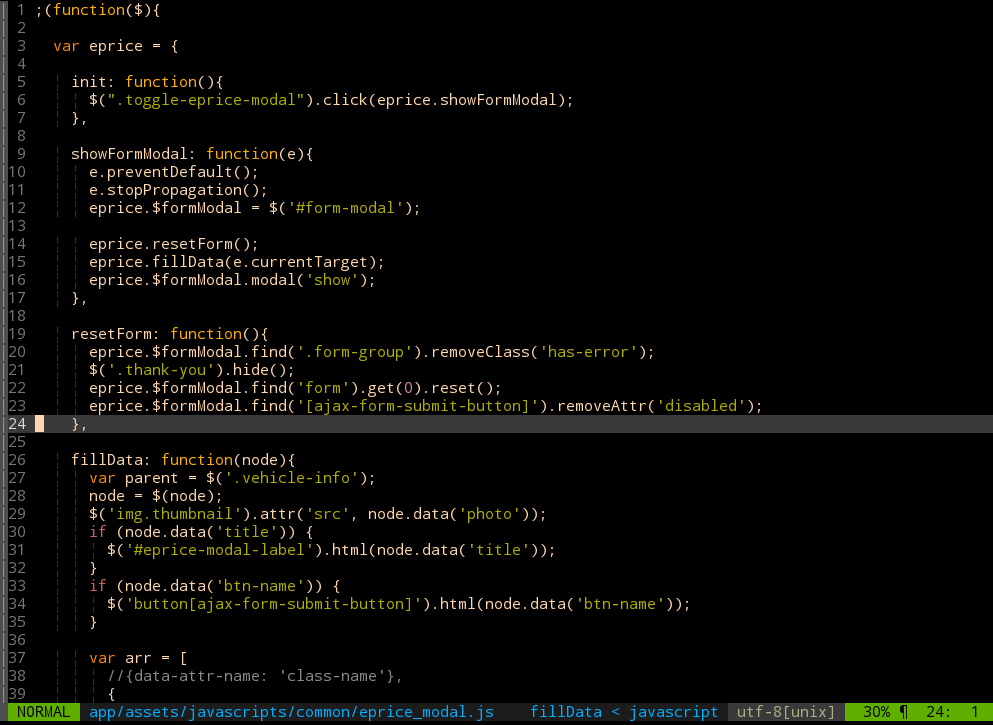 1 ;(function($){
2
3   var eprice = {
4
5     init: function(){
6       $(".toggle-eprice-modal").click(eprice.showFormModal);
7     },
8
9     showFormModal: function(e){
10       e.preventDefault();
11       e.stopPropagation();
12       eprice.$formModal = $('#form-modal');
13
14       eprice.resetForm();
15       eprice.fillData(e.currentTarget);
16       eprice.$formModal.modal('show');
17     },
18
19     resetForm: function(){
20       eprice.$formModal.find('.form-group').removeClass('has-error');
21       $('.thank-you').hide();
22       eprice.$formModal.find('form').get(0).reset();
23       eprice.$formModal.find('[ajax-form-submit-button]').removeAttr('disabled');
24     },
25
26     fillData: function(node){
27       var parent = $('.vehicle-info');
28       node = $(node);
29       $('img.thumbnail').attr('src', node.data('photo'));
30       if (node.data('title')) {
31         $('#eprice-modal-label').html(node.data('title'));
32       }
33       if (node.data('btn-name')) {
34         $('button[ajax-form-submit-button]').html(node.data('btn-name'));
35       }
36
37       var arr = [
38         //{data-attr-name: 'class-name'},
39         {
NORMAL app/assets/javascripts/common/eprice_modal.js fillData < javascript utf-8[unix] 30% ¶ 24: 1